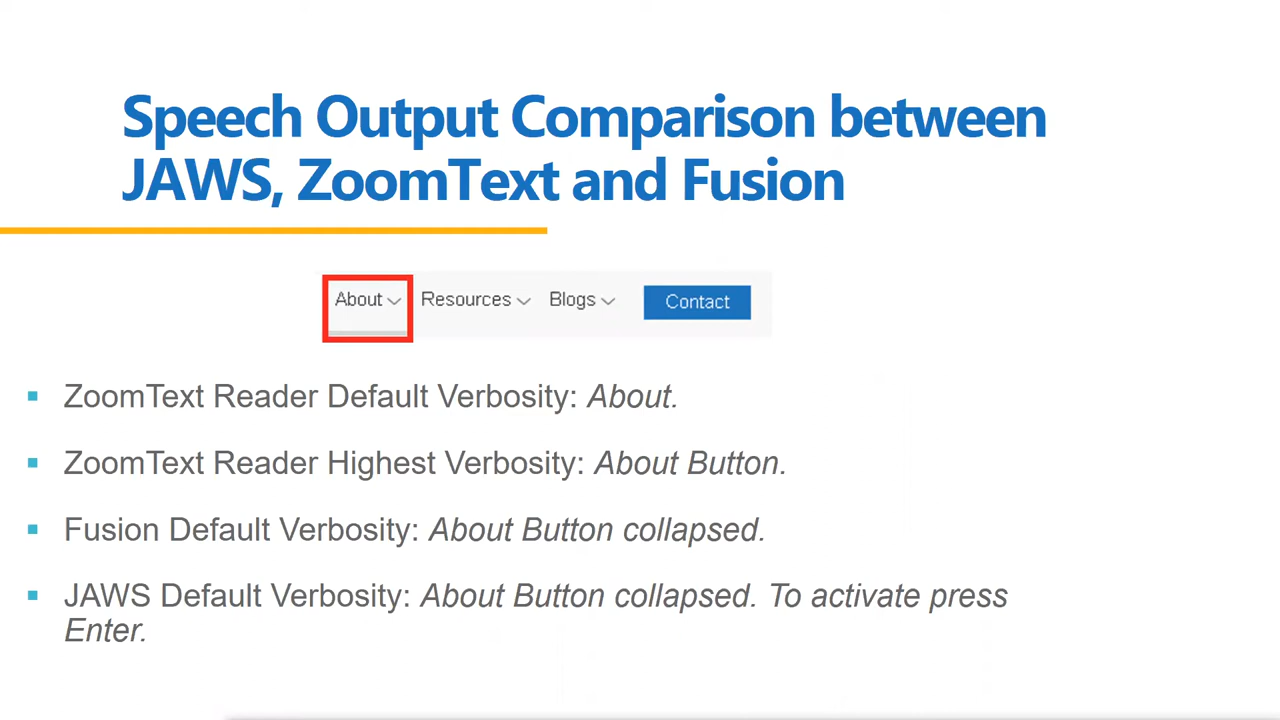 Speech Output Comparison between
JAWS, ZoomText and Fusion
About Resources Blogs Contact
▪ ZoomText Reader Default Verbosity: About.
▪ ZoomText Reader Highest Verbosity: About Button.
▪ Fusion Default Verbosity: About Button collapsed.
▪ JAWS Default Verbosity: About Button collapsed. To activate press
Enter.